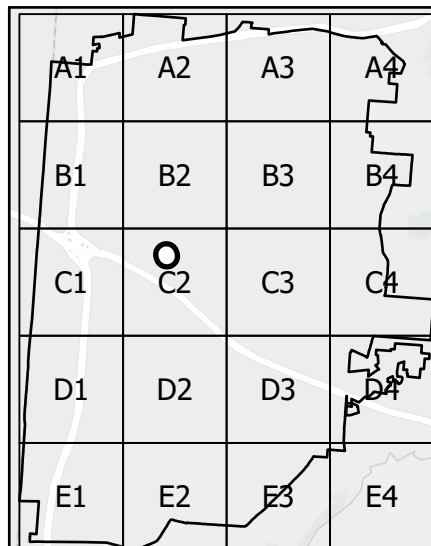 A1 A2 A3 A4
B1 B2 B3 B4
C1 C2 C3 C4
D1 D2 D3 D4
E1 E2 E3 E4